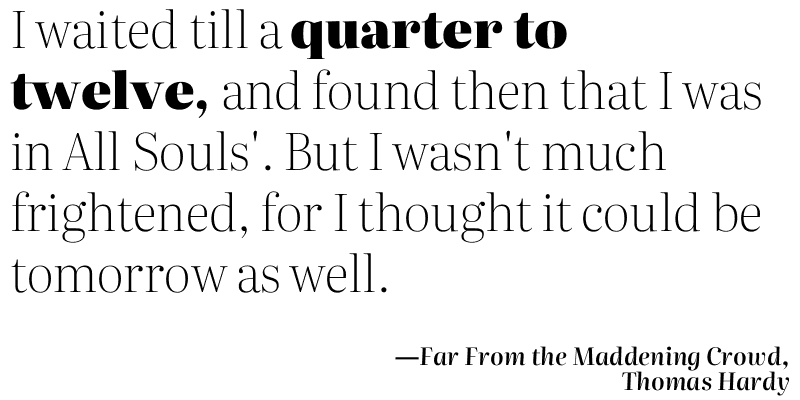 I waited till a quarter to
twelve, and found then that I was
in All Souls'. But I wasn't much
frightened, for I thought it could be
tomorrow as well.
—Far From the Maddening Crowd,
Thomas Hardy